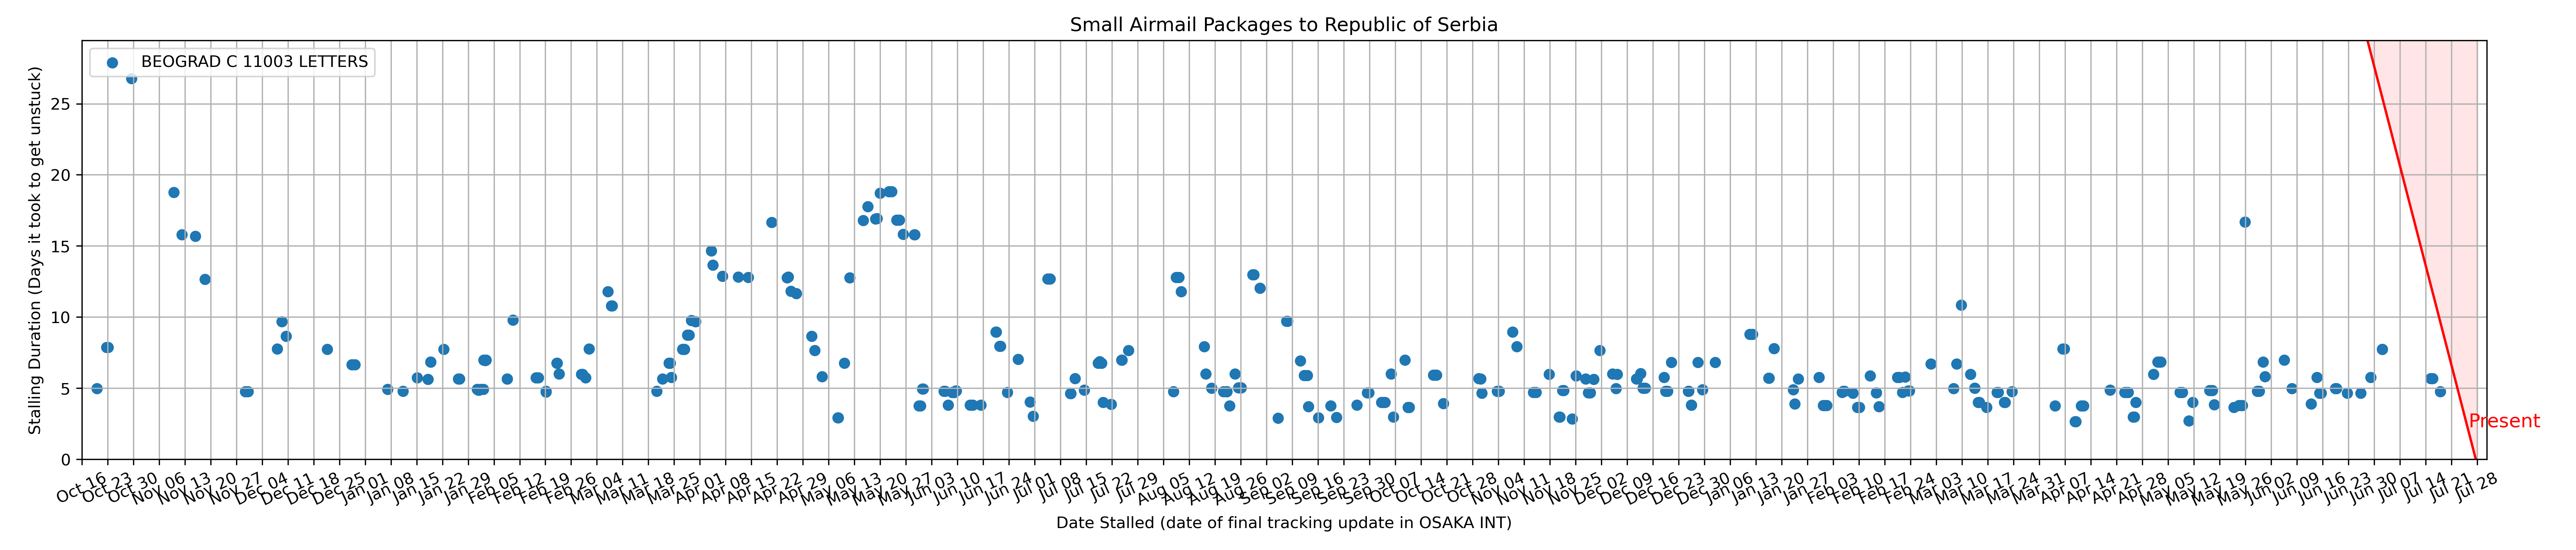 Small Airmail Packages to Republic of Serbia
BEOGRAD C 11003 LETTERS
Stalling Duration (Days it took to get unstuck)
25
20
15
10
5
0
Present
Oct 16 Oct 23 Oct 30 Nov 06 Nov 13 Nov 20 Nov 27 Dec 04 Dec 11 Dec 18 Dec 25 Jan 01 Jan 08 Jan 15 Jan 22 Jan 29 Feb 05 Feb 12 Feb 19 Feb 26 Mar 04 Mar 11 Mar 18 Mar 25 Apr 01 Apr 08 Apr 15 Apr 22 Apr 29 May 06 May 13 May 20 May 27 Jun 03 Jun 10 Jun 17 Jun 24 Jul 01 Jul 08 Jul 15 Jul 22 Jul 29 Aug 05 Aug 12 Aug 19 Aug 26 Sep 02 Sep 09 Sep 16 Sep 23 Sep 30 Oct 07 Oct 14 Oct 21 Oct 28 Nov 04 Nov 11 Nov 18 Nov 25 Dec 02 Dec 09 Dec 16 Dec 23 Dec 30 Jan 06 Jan 13 Jan 20 Jan 27 Feb 03 Feb 10 Feb 17 Feb 24 Mar 03 Mar 10 Mar 17 Mar 24 Mar 31 Apr 07 Apr 14 Apr 21 Apr 28 May 05 May 12 May 19 May 26 Jun 02 Jun 09 Jun 16 Jun 23 Jun 30 Jul 07 Jul 14 Jul 21 Jul 28
Date Stalled (date of final tracking update in OSAKA INT)